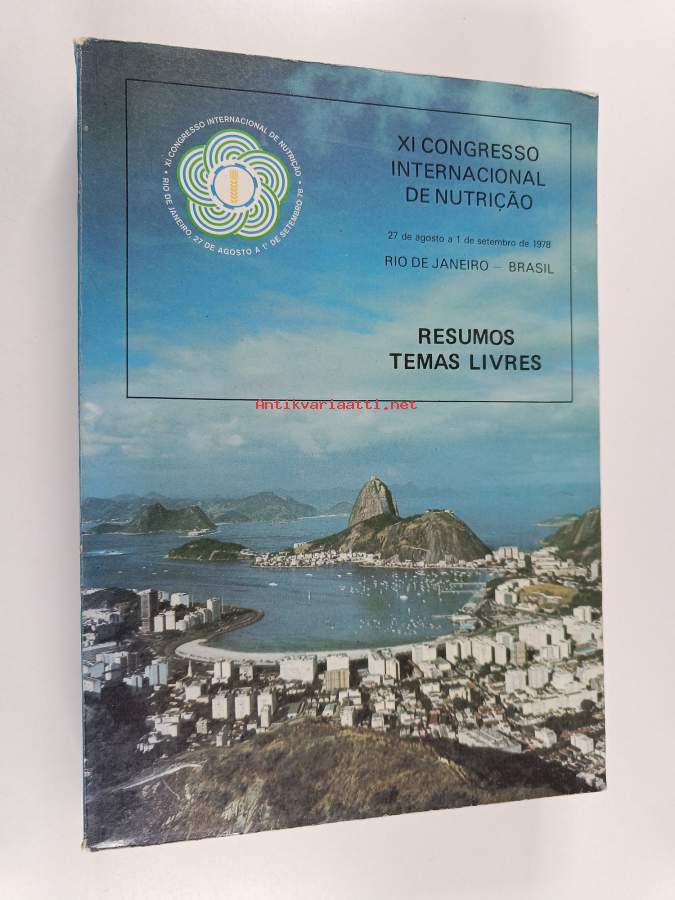 XI CONGRESSO INTERNACIONAL DE NUTRIÇÃO •
RIO DE JANEIRO, 27 DE AGOSTO A 1º DE SETEMBRO 78 •
XI CONGRESSO
INTERNACIONAL
DE NUTRIÇÃO
27 de agosto a 1 de setembro de 1978
RIO DE JANEIRO — BRASIL
RESUMOS
TEMAS LIVRES
Antikvariaatti.net